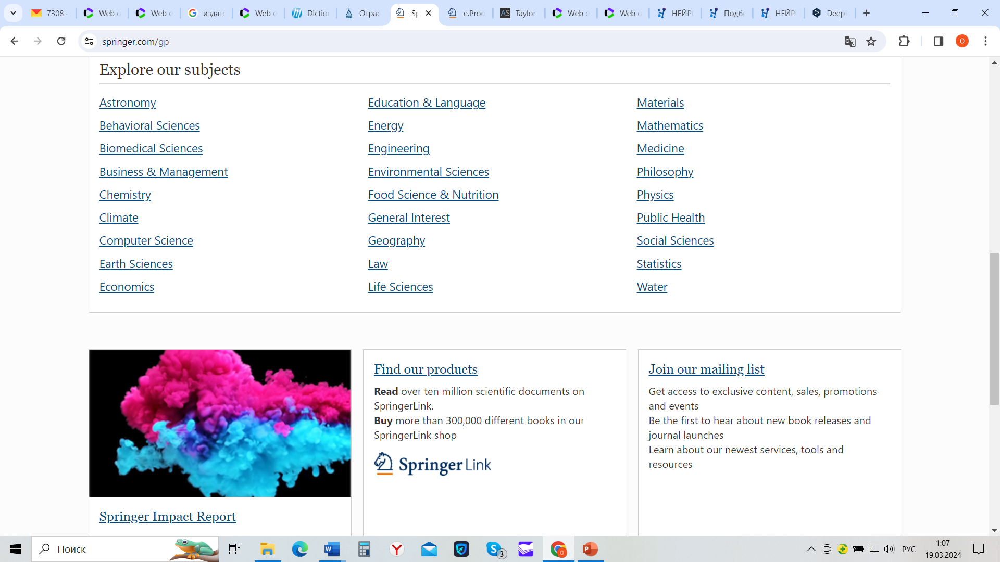 7308
Web
Web
издат
Web
Dictio
Отрас
Sp
e.Proo
Taylor
Web
Web
НЕЙР
Подб
НЕЙР
DeepL
springer.com/gp
O
Explore our subjects
Astronomy
Behavioral Sciences
Biomedical Sciences
Business & Management
Chemistry
Climate
Computer Science
Earth Sciences
Economics
Education & Language
Energy
Engineering
Environmental Sciences
Food Science & Nutrition
General Interest
Geography
Law
Life Sciences
Materials
Mathematics
Medicine
Philosophy
Physics
Public Health
Social Sciences
Statistics
Water
Springer Impact Report
Find our products
Read over ten million scientific documents on
SpringerLink.
Buy more than 300,000 different books in our
SpringerLink shop
Springer Link
Join our mailing list
Get access to exclusive content, sales, promotions
and events
Be the first to hear about new book releases and
journal launches
Learn about our newest services, tools and
resources
Поиск
3
РУС
1:07
19.03.2024